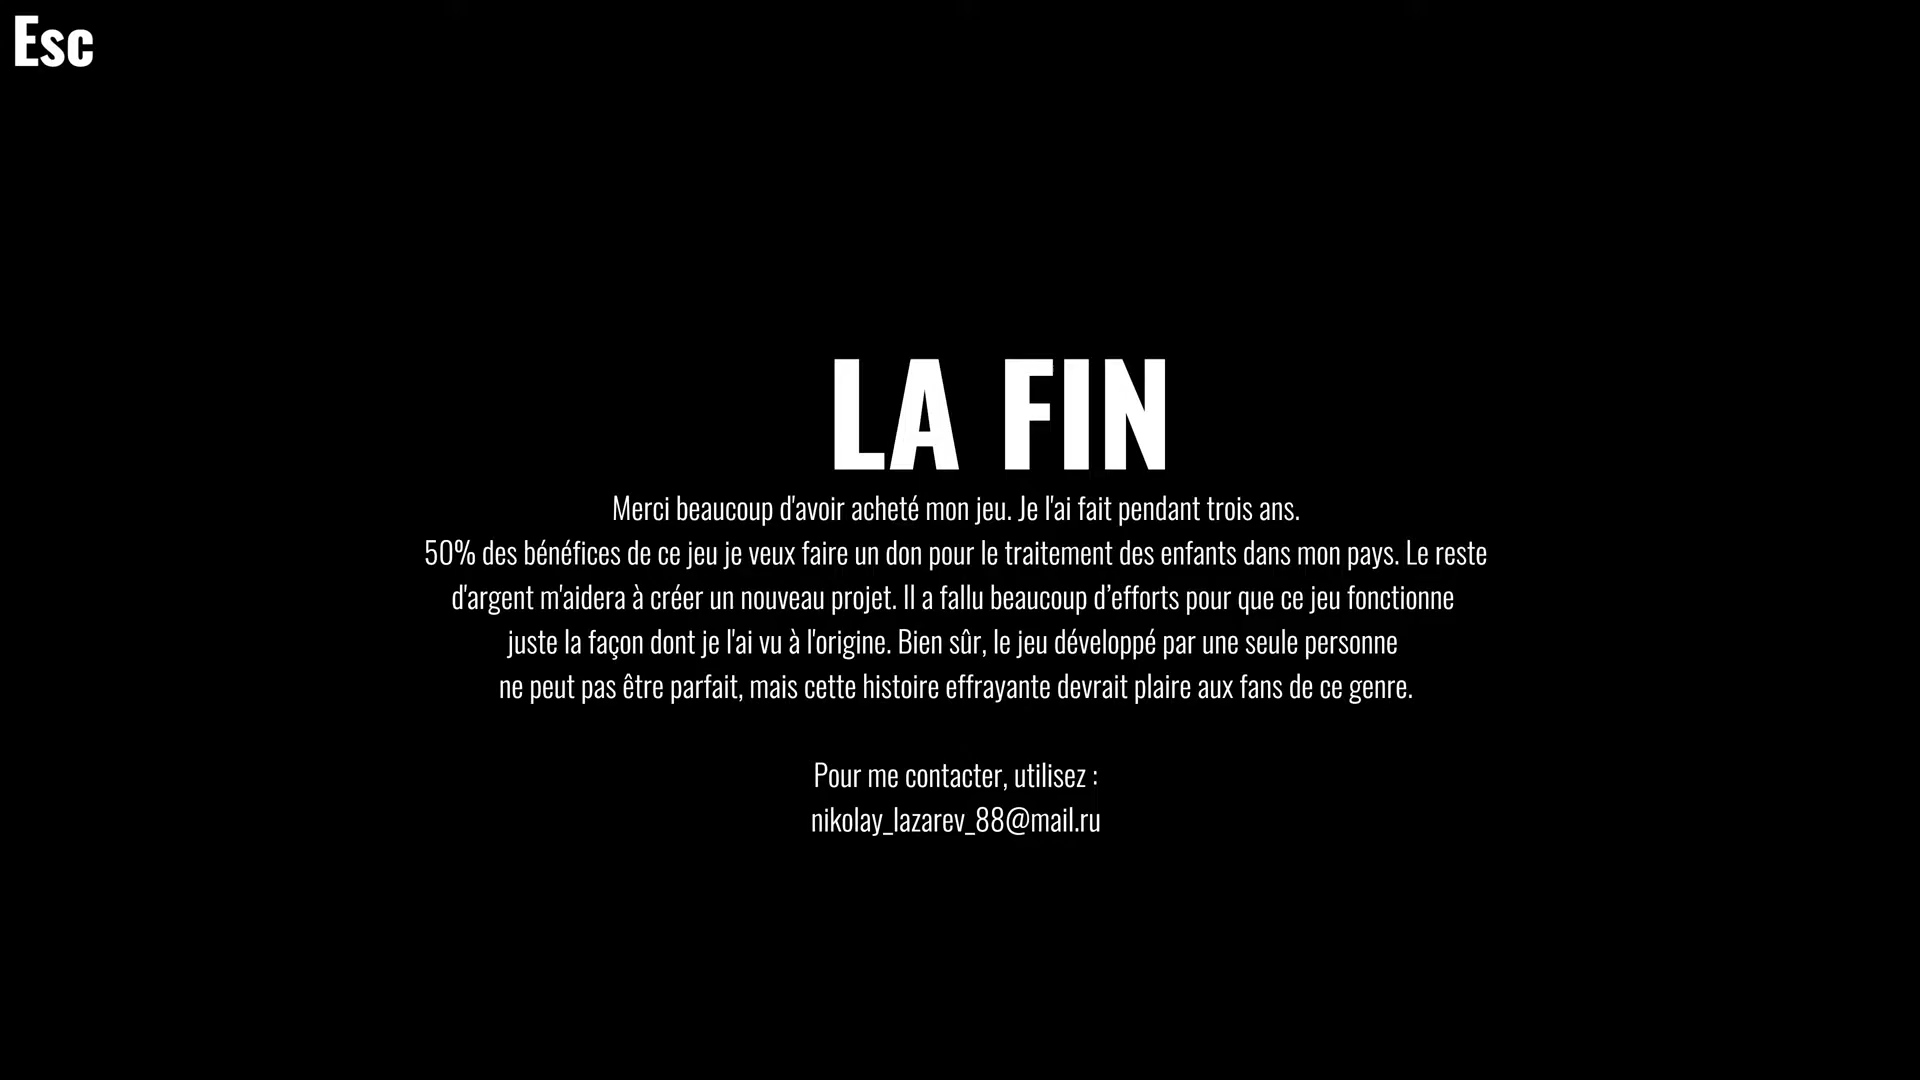 Esc
LA FIN
Merci beaucoup d'avoir acheté mon jeu. Je l'ai fait pendant trois ans.
50% des bénéfices de ce jeu je veux faire un don pour le traitement des enfants dans mon pays. Le reste
d'argent m'aidera à créer un nouveau projet. Il a fallu beaucoup d’efforts pour que ce jeu fonctionne
juste la façon dont je l'ai vu à l'origine. Bien sûr, le jeu développé par une seule personne
ne peut pas être parfait, mais cette histoire effrayante devrait plaire aux fans de ce genre.
Pour me contacter, utilisez :
nikolay_lazarev_88@mail.ru